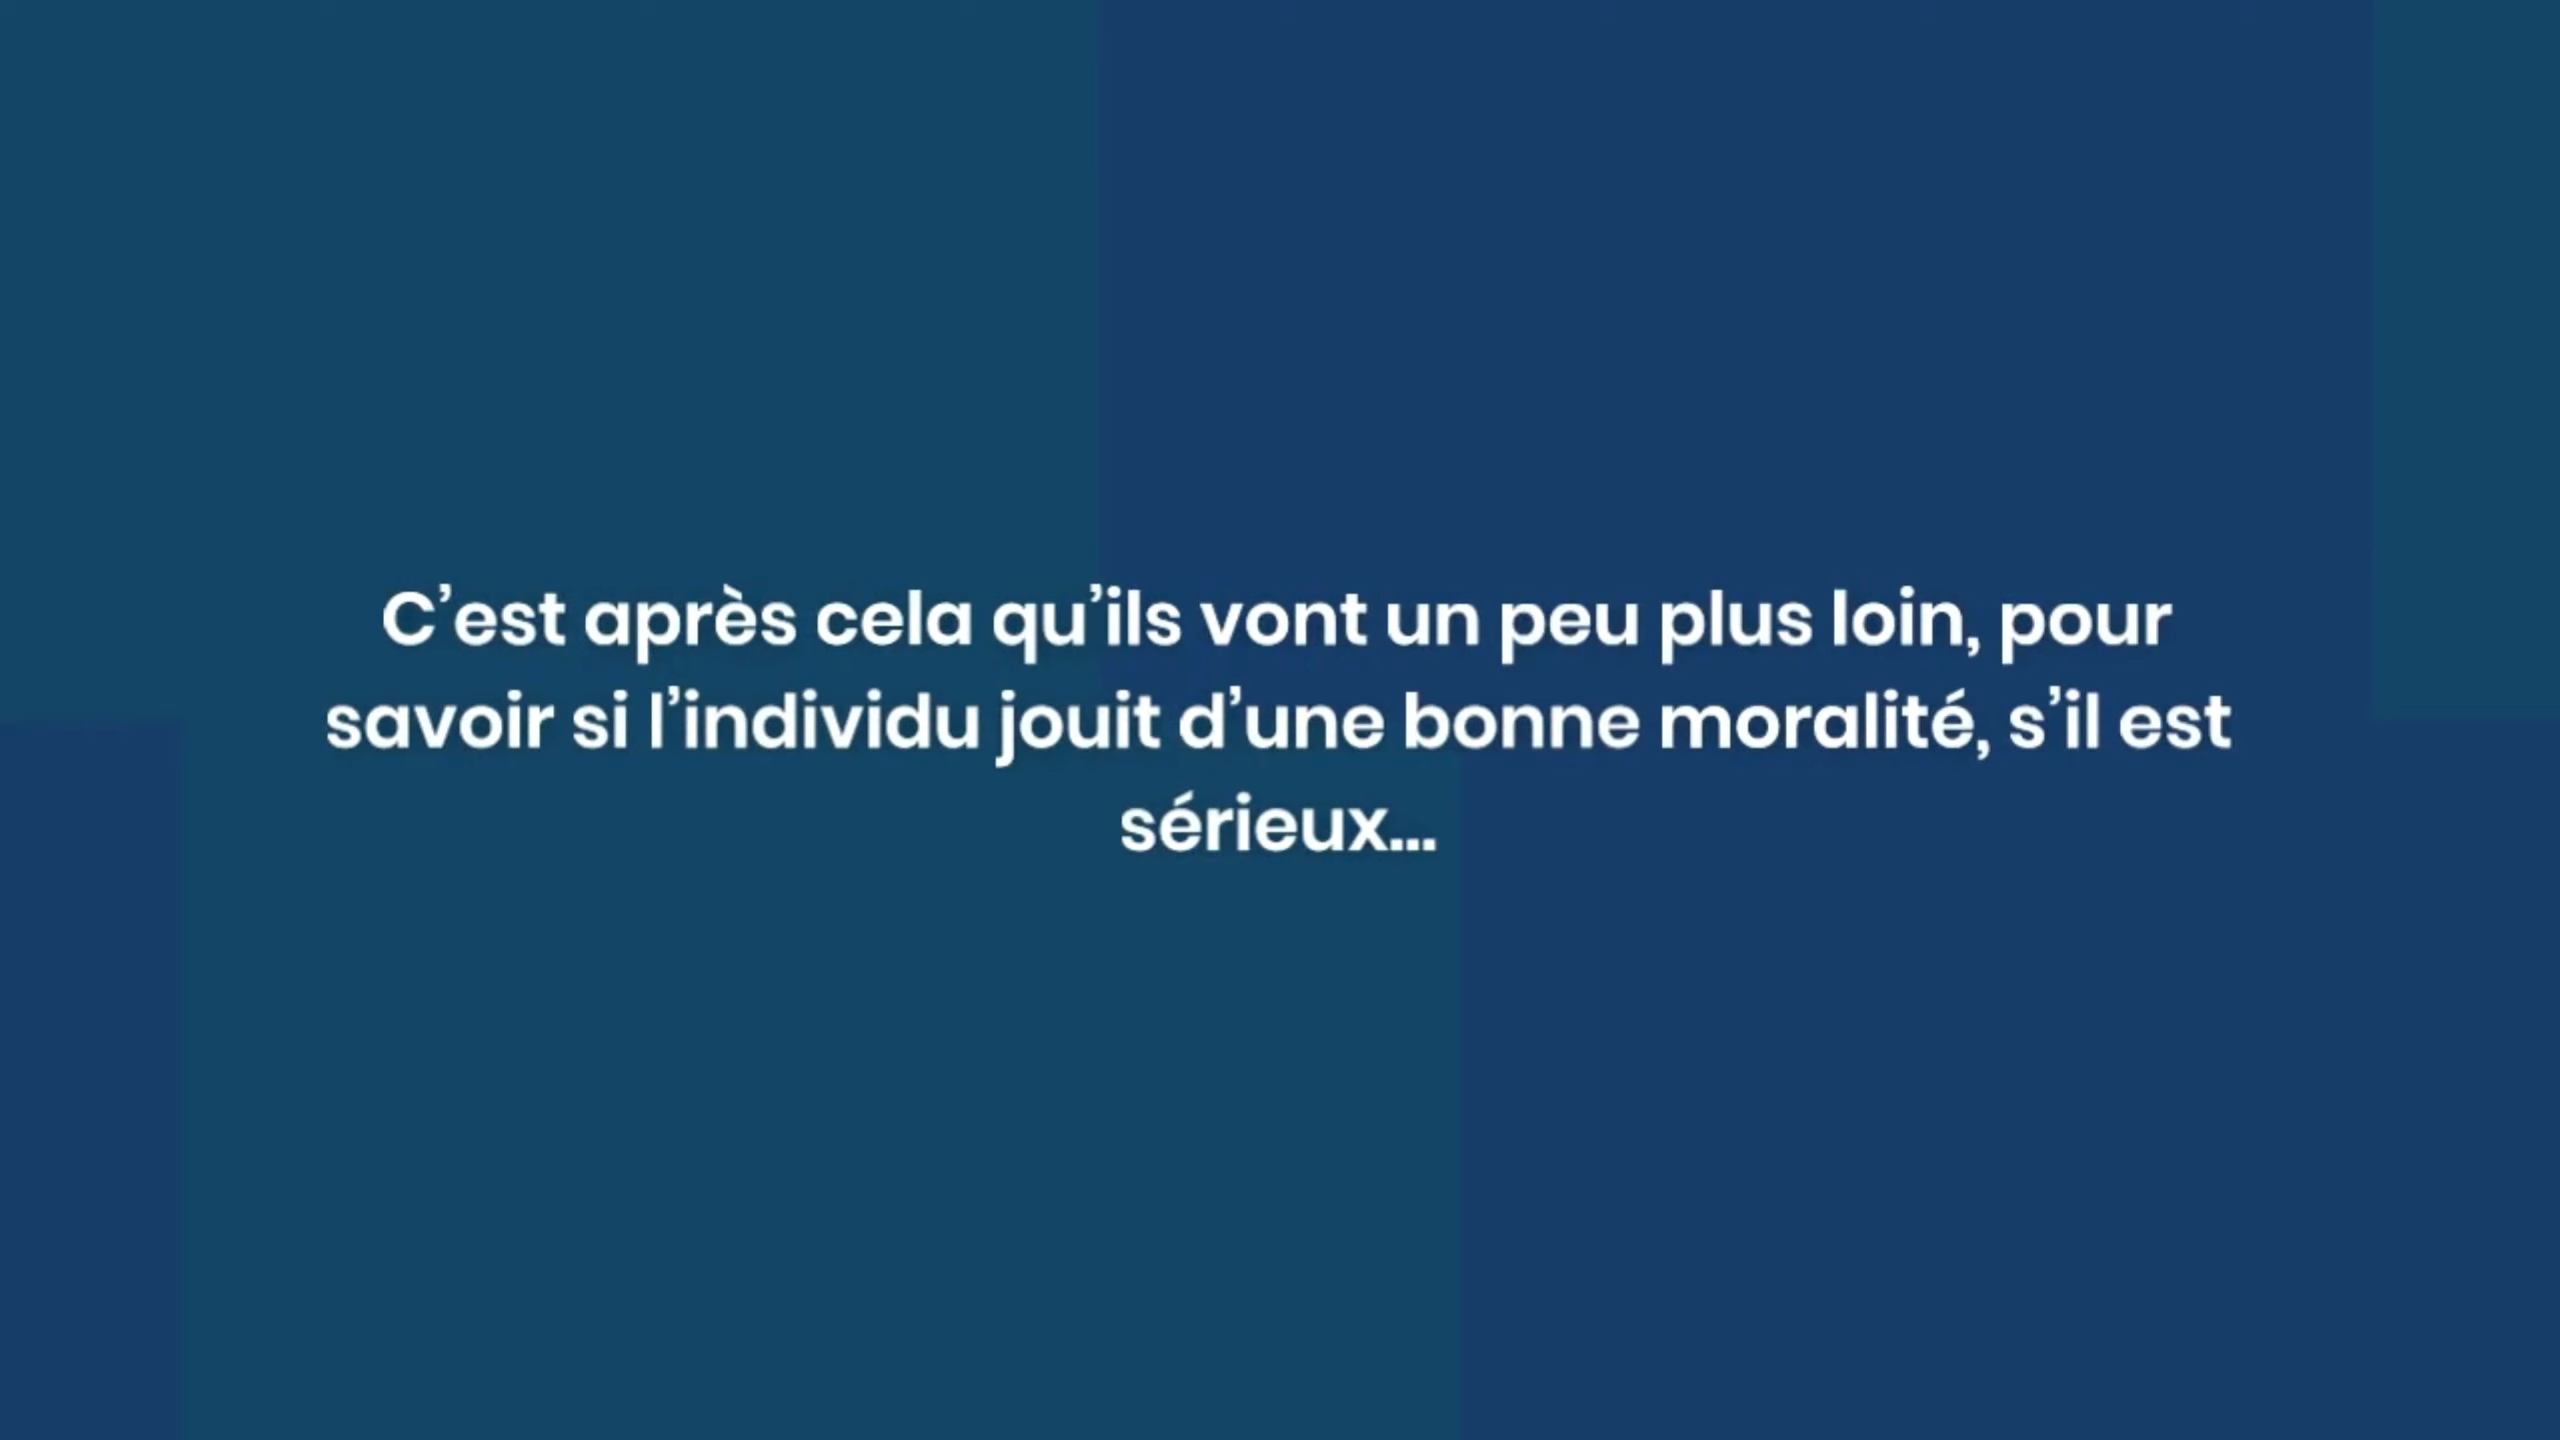 C’est après cela qu’ils vont un peu plus loin, pour
savoir si l’individu jouit d’une bonne moralité, s’il est
sérieux...